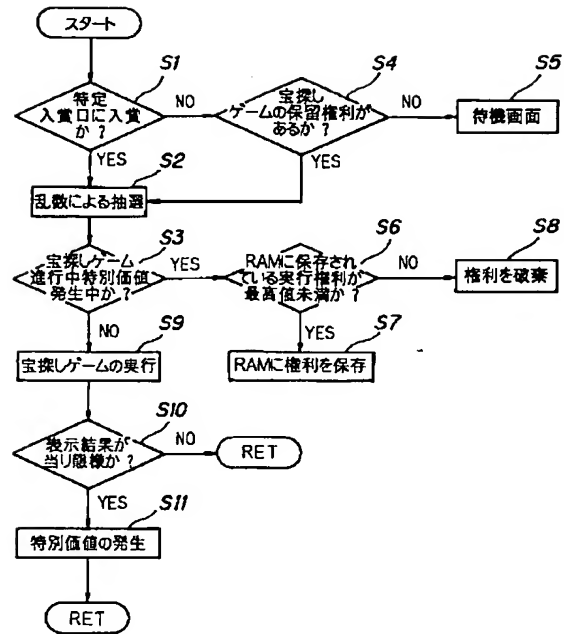 スタート
S1
特定
入賞口に入賞
か？
NO
YES
S4
宝探し
ゲームの保留権利が
あるか？
NO
YES
S5
待機画面
S2
乱数による抽選
S3
宝探しゲーム
進行中特別価値
発生中か？
YES
NO
S6
RAMに保存され
ている実行権利が
最高値未満か？
NO
YES
S8
権利を破棄
S7
RAMに権利を保存
S9
宝探しゲームの実行
S10
表示結果が
当り態様か？
NO
RET
YES
S11
特別価値の発生
RET